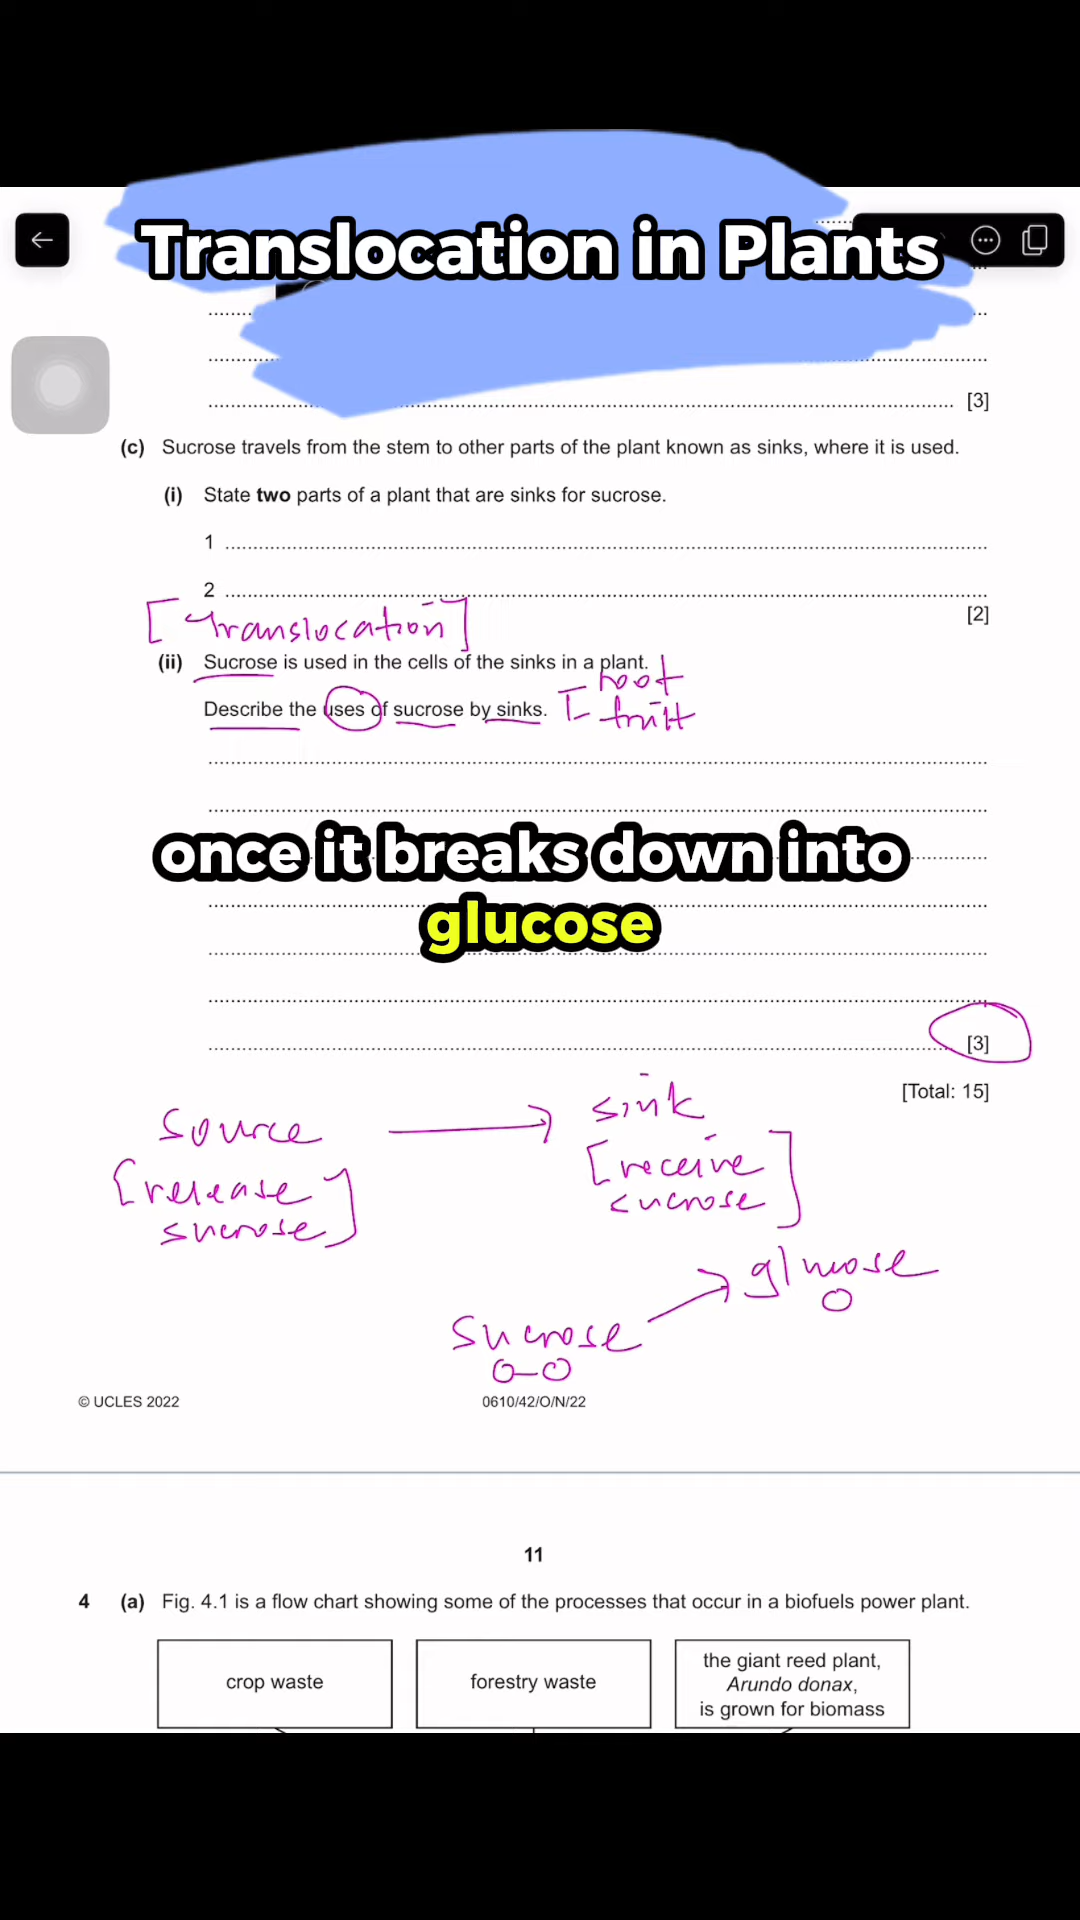 Translocation in Plants
[3]
(c) Sucrose travels from the stem to other parts of the plant known as sinks, where it is used.
(i) State two parts of a plant that are sinks for sucrose.
1
2
[2]
[Translocation]
(ii) Sucrose is used in the cells of the sinks in a plant.
root
Describe the uses of sucrose by sinks.
fruit
once it breaks down into
glucose
[3]
[Total: 15]
source
sink
[release
sucrose]
[receive
sucrose]
glucose
sucrose
© UCLES 2022
0610/42/O/N/22
11
4 (a) Fig. 4.1 is a flow chart showing some of the processes that occur in a biofuels power plant.
crop waste
forestry waste
the giant reed plant,
Arundo donax,
is grown for biomass